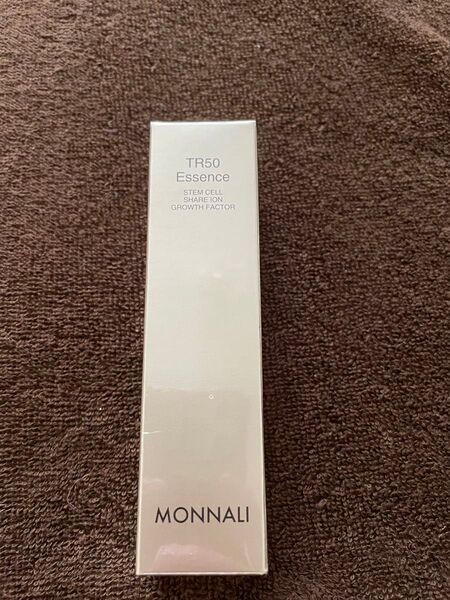 TR50
Essence
STEM CELL
SHARE ION
GROWTH FACTOR
MONNALI